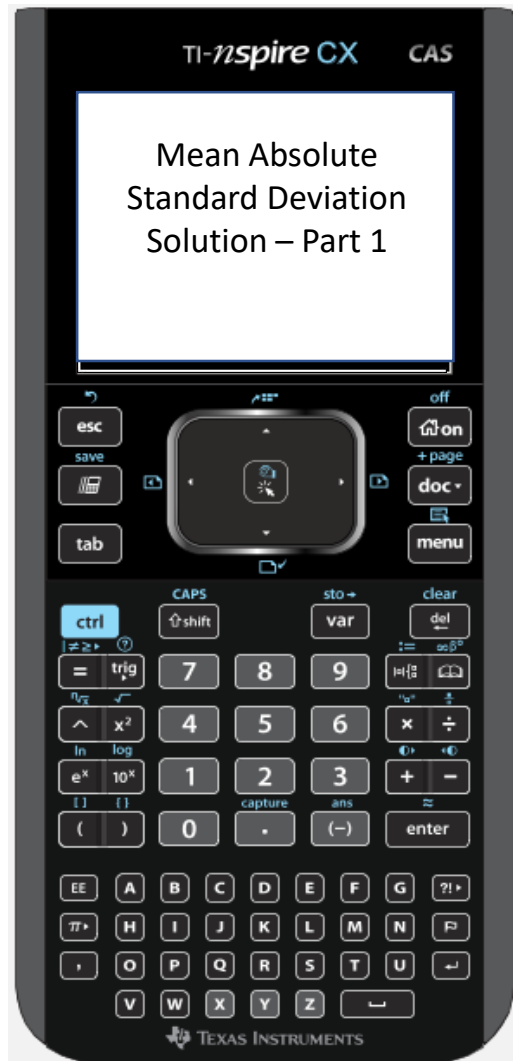 TI-nspire CX CAS
Mean Absolute
Standard Deviation
Solution – Part 1
off
esc
on
save
+ page
doc
tab
menu
CAPS sto→ clear
ctrl shift var del
|≠≥▸ ? := ∞β°
= trig 7 8 9
ⁿ√x √ "□"
^ x² 4 5 6 × ÷
ln log
eˣ 10ˣ 1 2 3 + −
[ ] { } capture ans ≈
( ) 0 . (−) enter
EE A B C D E F G ?!▸
π▸ H I J K L M N
, O P Q R S T U
V W X Y Z
TEXAS INSTRUMENTS